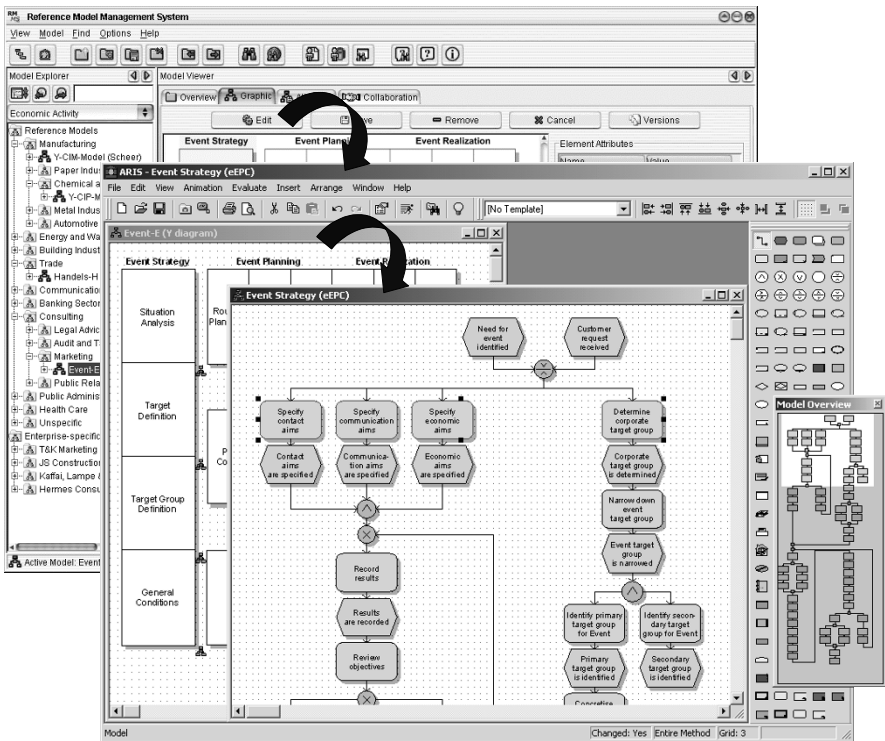 Reference Model Management System
View Model Find Options Help
Model Explorer
Model Viewer
Overview Graphic Collaboration
Economic Activity
Edit Remove Cancel Versions
Reference Models
Manufacturing
Y-CIM-Model (Scheer)
Paper Indus
Chemical a
Y-CIP-M
Metal Indus
Automotive
Energy and Wa
Building Indust
Trade
Handels-H
Communicatio
Banking Sector
Consulting
Legal Advic
Audit and T
Marketing
Event-E
Public Rela
Public Adminis
Health Care
Unspecific
Enterprise-specific
T&K Marketing
JS Constructio
Kaffai, Lampe &
Hermes Consu
Active Model: Event
Event Strategy Event Planning Event Realization
Element Attributes
Name Value
ARIS - Event Strategy (eEPC)
File Edit View Animation Evaluate Insert Arrange Window Help
[No Template]
Event-E (Y diagram)
Event Strategy Event Planning Event Realization
Situation
Analysis
Target
Definition
Target Group
Definition
General
Conditions
Rou
Plan
P
Co
Event Strategy (eEPC)
Need for
event
identified
Customer
request
received
Specify
contact
aims
Specify
communication
aims
Specify
economic
aims
Determine
corporate
target group
Contact
aims
are specified
Communica-
tion aims
are specified
Economic
aims
are specified
Corporate
target group
is determined
Narrow down
event
target group
Event target
group
is narrowed
Record
results
Results
are recorded
Review
objectives
Identify primary
target group
for Event
Identify secon-
dary target
group for Event
Primary
target group
is identified
Secondary
target group
is identified
Concretise
Model Overview
Model
Changed: Yes Entire Method Grid: 3